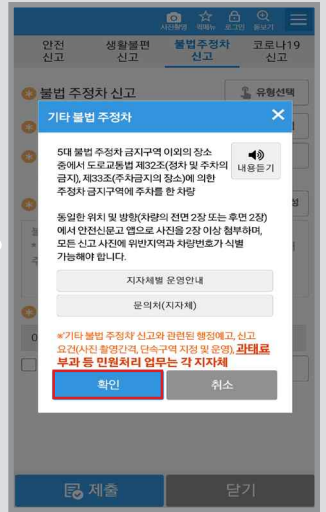 사진촬영 퀵메뉴 로그인 돋보기
안전 생활불편 불법주정차 코로나19
신고 신고 신고 신고
불법 주정차 신고
유형선택
기타 불법 주정차
5대 불법 주정차 금지구역 이외의 장소
중에서 도로교통법 제32조(정차 및 주차의
금지), 제33조(주차금지의 장소)에 의한
주정차 금지구역에 주차를 한 차량
내용듣기
동일한 위치 및 방향(차량의 전면 2장 또는 후면 2장)
에서 안전신문고 앱으로 사진을 2장 이상 첨부하며,
모든 신고 사진에 위반지역과 차량번호가 식별
가능해야 합니다.
지자체별 운영안내
문의처(지자체)
※'기타 불법 주정차' 신고와 관련된 행정예고, 신고
요건(사진 촬영간격, 단속구역 지정 및 운영), 과태료
부과 등 민원처리 업무는 각 지자체
확인
취소
제출
닫기